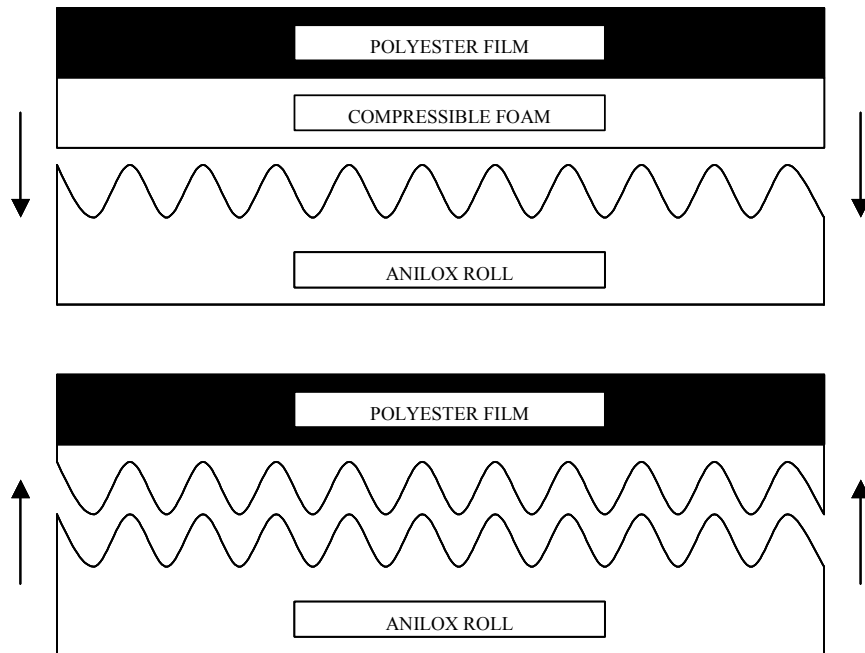 POLYESTER FILM
COMPRESSIBLE FOAM
ANILOX ROLL
POLYESTER FILM
ANILOX ROLL